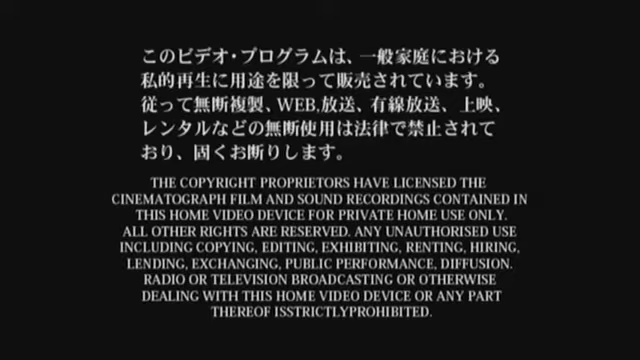 このビデオ・プログラムは、一般家庭における
私的再生に用途を限って販売されています。
従って無断複製、WEB,放送、有線放送、上映、
レンタルなどの無断使用は法律で禁止されて
おり、固くお断りします。
THE COPYRIGHT PROPRIETORS HAVE LICENSED THE
CINEMATOGRAPH FILM AND SOUND RECORDINGS CONTAINED IN
THIS HOME VIDEO DEVICE FOR PRIVATE HOME USE ONLY.
ALL OTHER RIGHTS ARE RESERVED. ANY UNAUTHORISED USE
INCLUDING COPYING, EDITING, EXHIBITING, RENTING, HIRING,
LENDING, EXCHANGING, PUBLIC PERFORMANCE, DIFFUSION.
RADIO OR TELEVISION BROADCASTING OR OTHERWISE
DEALING WITH THIS HOME VIDEO DEVICE OR ANY PART
THEREOF ISSTRICTLYPROHIBITED.